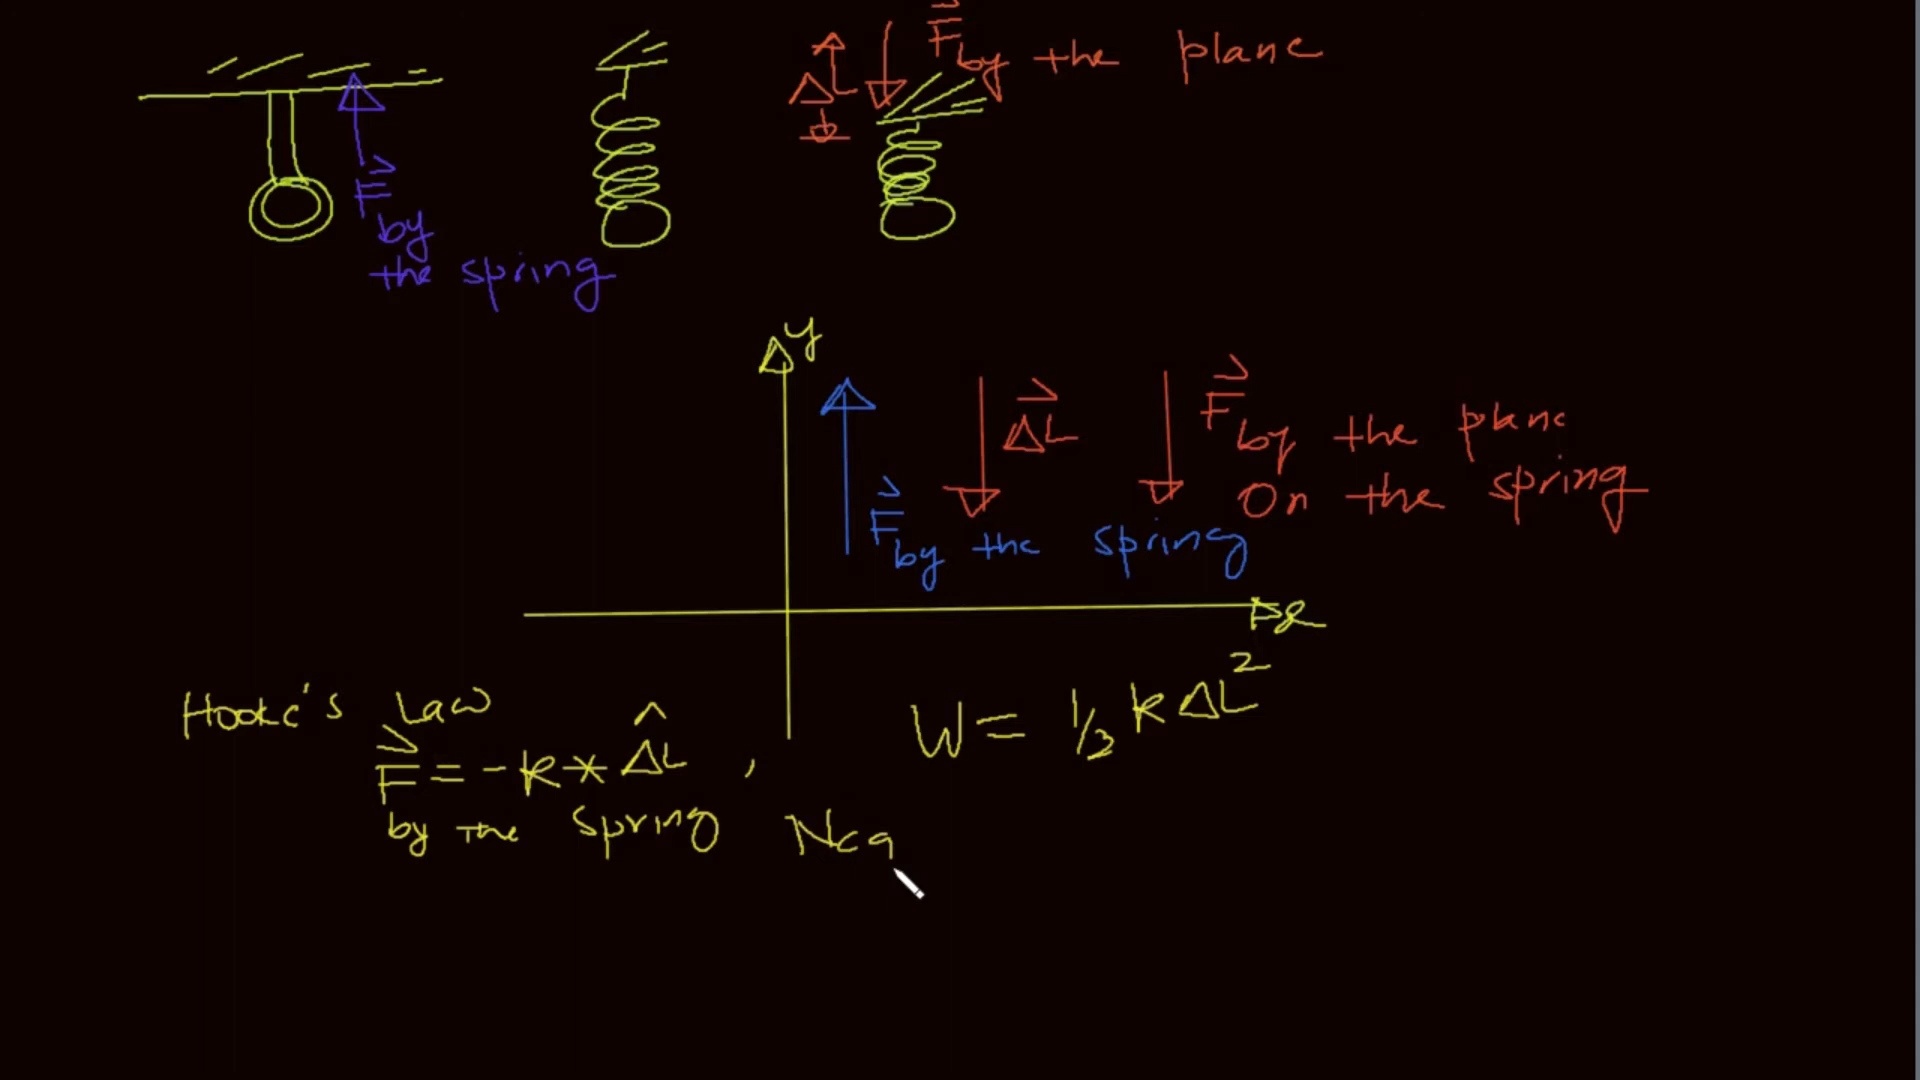 F by the plane
ΔL
F by the spring
y
ΔL
F by the plane
On the spring
F by the spring
x
Hooke's Law
F = -k * ΔL ,
by the spring
W = 1/2 k ΔL²
Neg